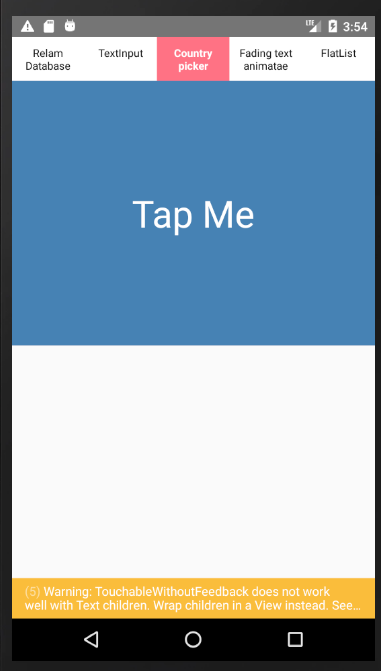 LTE 3:54
Relam
Database
TextInput
Country
picker
Fading text
animatae
FlatList
Tap Me
(5) Warning: TouchableWithoutFeedback does not work
well with Text children. Wrap children in a View instead. See...